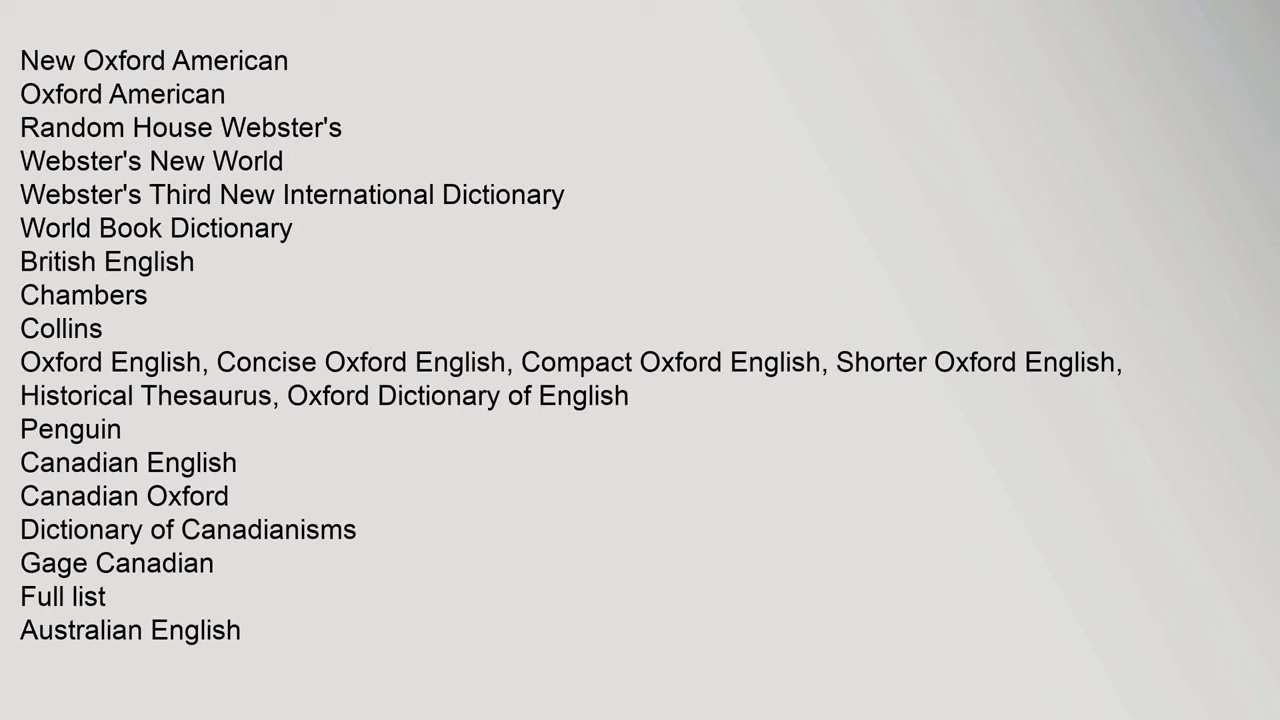 New Oxford American
Oxford American
Random House Webster's
Webster's New World
Webster's Third New International Dictionary
World Book Dictionary
British English
Chambers
Collins
Oxford English, Concise Oxford English, Compact Oxford English, Shorter Oxford English,
Historical Thesaurus, Oxford Dictionary of English
Penguin
Canadian English
Canadian Oxford
Dictionary of Canadianisms
Gage Canadian
Full list
Australian English